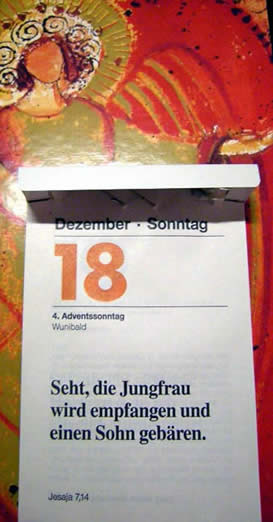 Dezember · Sonntag
18
4. Adventssonntag
Wunibald
Seht, die Jungfrau
wird empfangen und
einen Sohn gebären.
Jesaja 7,14